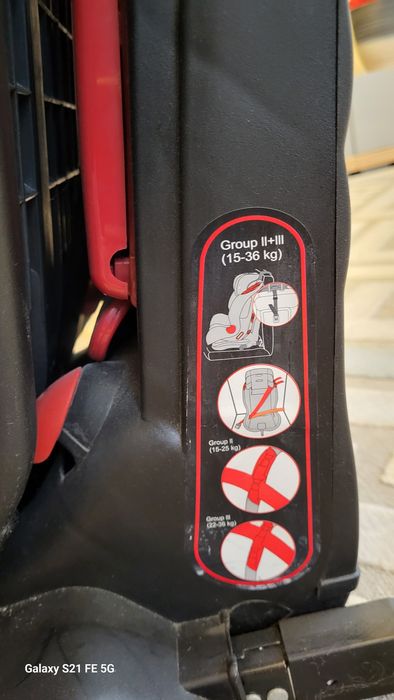 Group II+III
(15-36 kg)
Group II
(15-25 kg)
Group III
(22-36 kg)
Galaxy S21 FE 5G